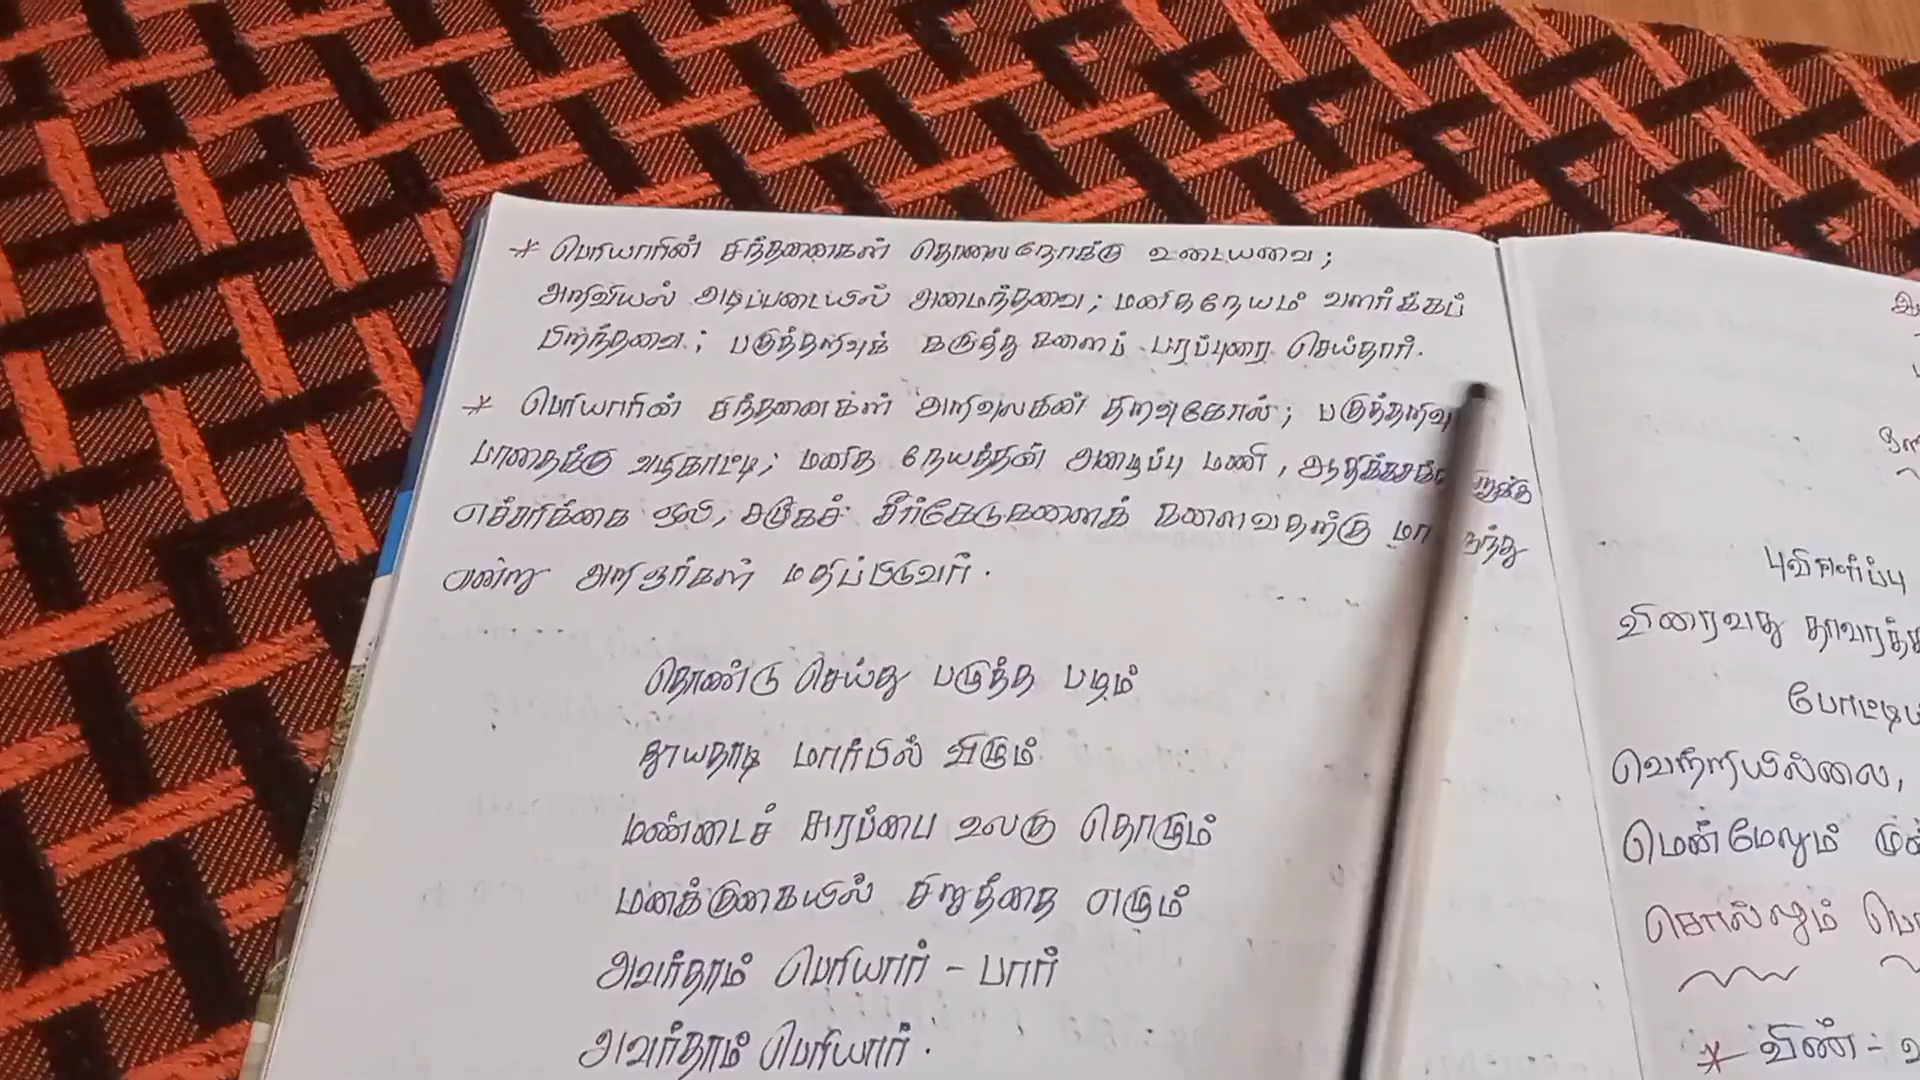 * பெரியாரின் சிந்தனைகள் தொலைநோக்கு உடையவை;
அறிவியல் அடிப்படையில் அமைந்தவை; மனிதநேயம் வளர்க்கப்
பிறந்தவை; பகுத்தறிவுக் கருத்துகளைப் பரப்புரை செய்தார்.
* பெரியாரின் சிந்தனைகள் அறிவுலகின் திறவுகோல்; பகுத்தறிவு
பாதைக்கு வழிகாட்டி; மனித நேயத்தின் அழைப்பு மணி,
எச்சரிக்கை ஒலி, சமூகச் சீர்கேடுகளைக் களைவதற்கு
என்று அறிஞர்கள் மதிப்பிடுவர்.
தொண்டு செய்து பழுத்த பழம்
தூயதாடி மார்பில் விழும்
மண்டைச் சுரப்பை உலகு தொழும்
மனக்குகையில் சிறுத்தை எழும்
அவர்தாம் பெரியார் - பார்
அவர்தாம் பெரியார்.
புவிஈர்ப்பு
விரைவது
வெற்றியில்லை,
மென்மேலும்
கொல்லும்
* விண் -